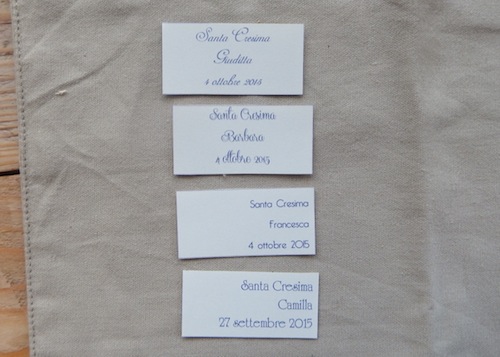 Santa Cresima
Giuditta
4 ottobre 2015
Santa Cresima
Barbara
4 ottobre 2015
Santa Cresima
Francesca
4 ottobre 2015
Santa Cresima
Camilla
27 settembre 2015